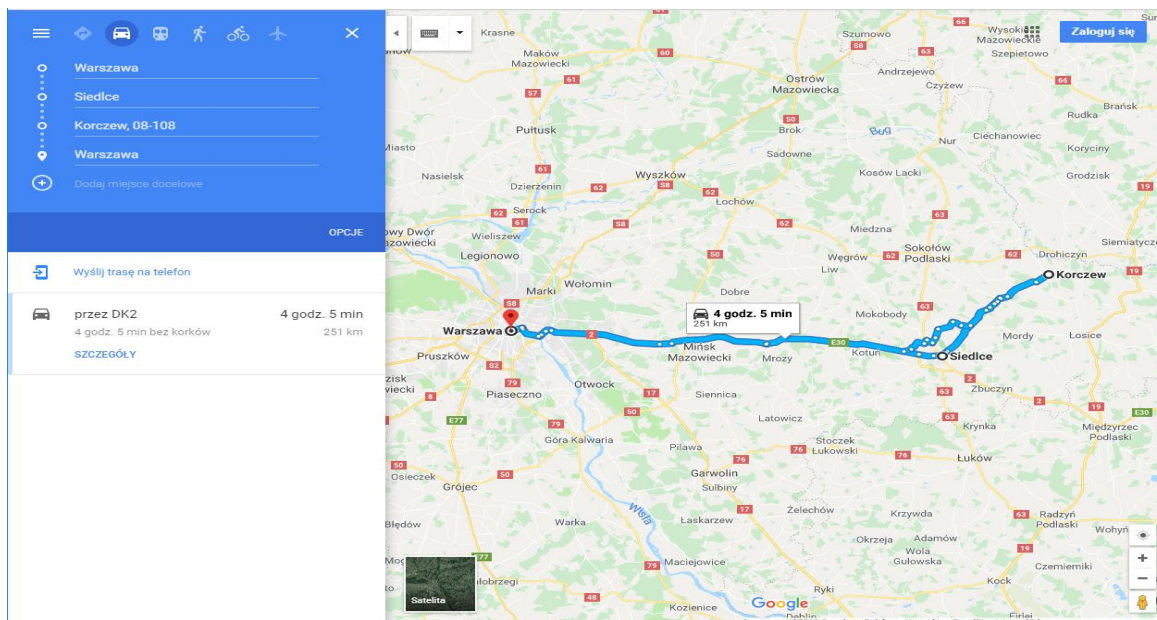 Warszawa
Siedlce
Korczew, 08-108
Warszawa
Dodaj miejsce docelowe
OPCJE
Wyślij trasę na telefon
przez DK2
4 godz. 5 min
4 godz. 5 min bez korków
251 km
SZCZEGÓŁY
Zaloguj się
Krasne
Szumowo
Wysokie
Mazowieckie
Szepietowo
Maków
Mazowiecki
Ostrów
Mazowiecka
Andrzejewo
Czyżew
Brańsk
Rudka
Pułtusk
Brok
Bug
Nur
Ciechanowiec
Koryciny
Sadowne
Nasielsk
Dzierżenin
Wyszków
Kosów Lacki
Grodzisk
Łochów
Serock
Wieliszew
Legionowo
Miedzna
Sokołów
Podlaski
Węgrów
Liw
Drohiczyn
Korczew
Wołomin
Marki
Dobre
4 godz. 5 min
251 km
Mokobody
Warszawa
Mińsk
Mazowiecki
Mrozy
Kotuń
Siedlce
Mordy
Łosice
Pruszków
Otwock
Piaseczno
Siennica
Zbuczyn
Latowicz
Krynka
Międzyrzec
Podlaski
Góra Kalwaria
Pilawa
Stoczek
Łukowski
Łuków
Garwolin
Sulbiny
Osieczek
Grójec
Wisła
Warka
Łaskarzew
Żelechów
Krzywda
Radzyń
Podlaski
Okrzeja
Adamów
Wola
Gułowska
Czemierniki
Maciejowice
Kock
Ryki
Satelita
Kozienice
Google